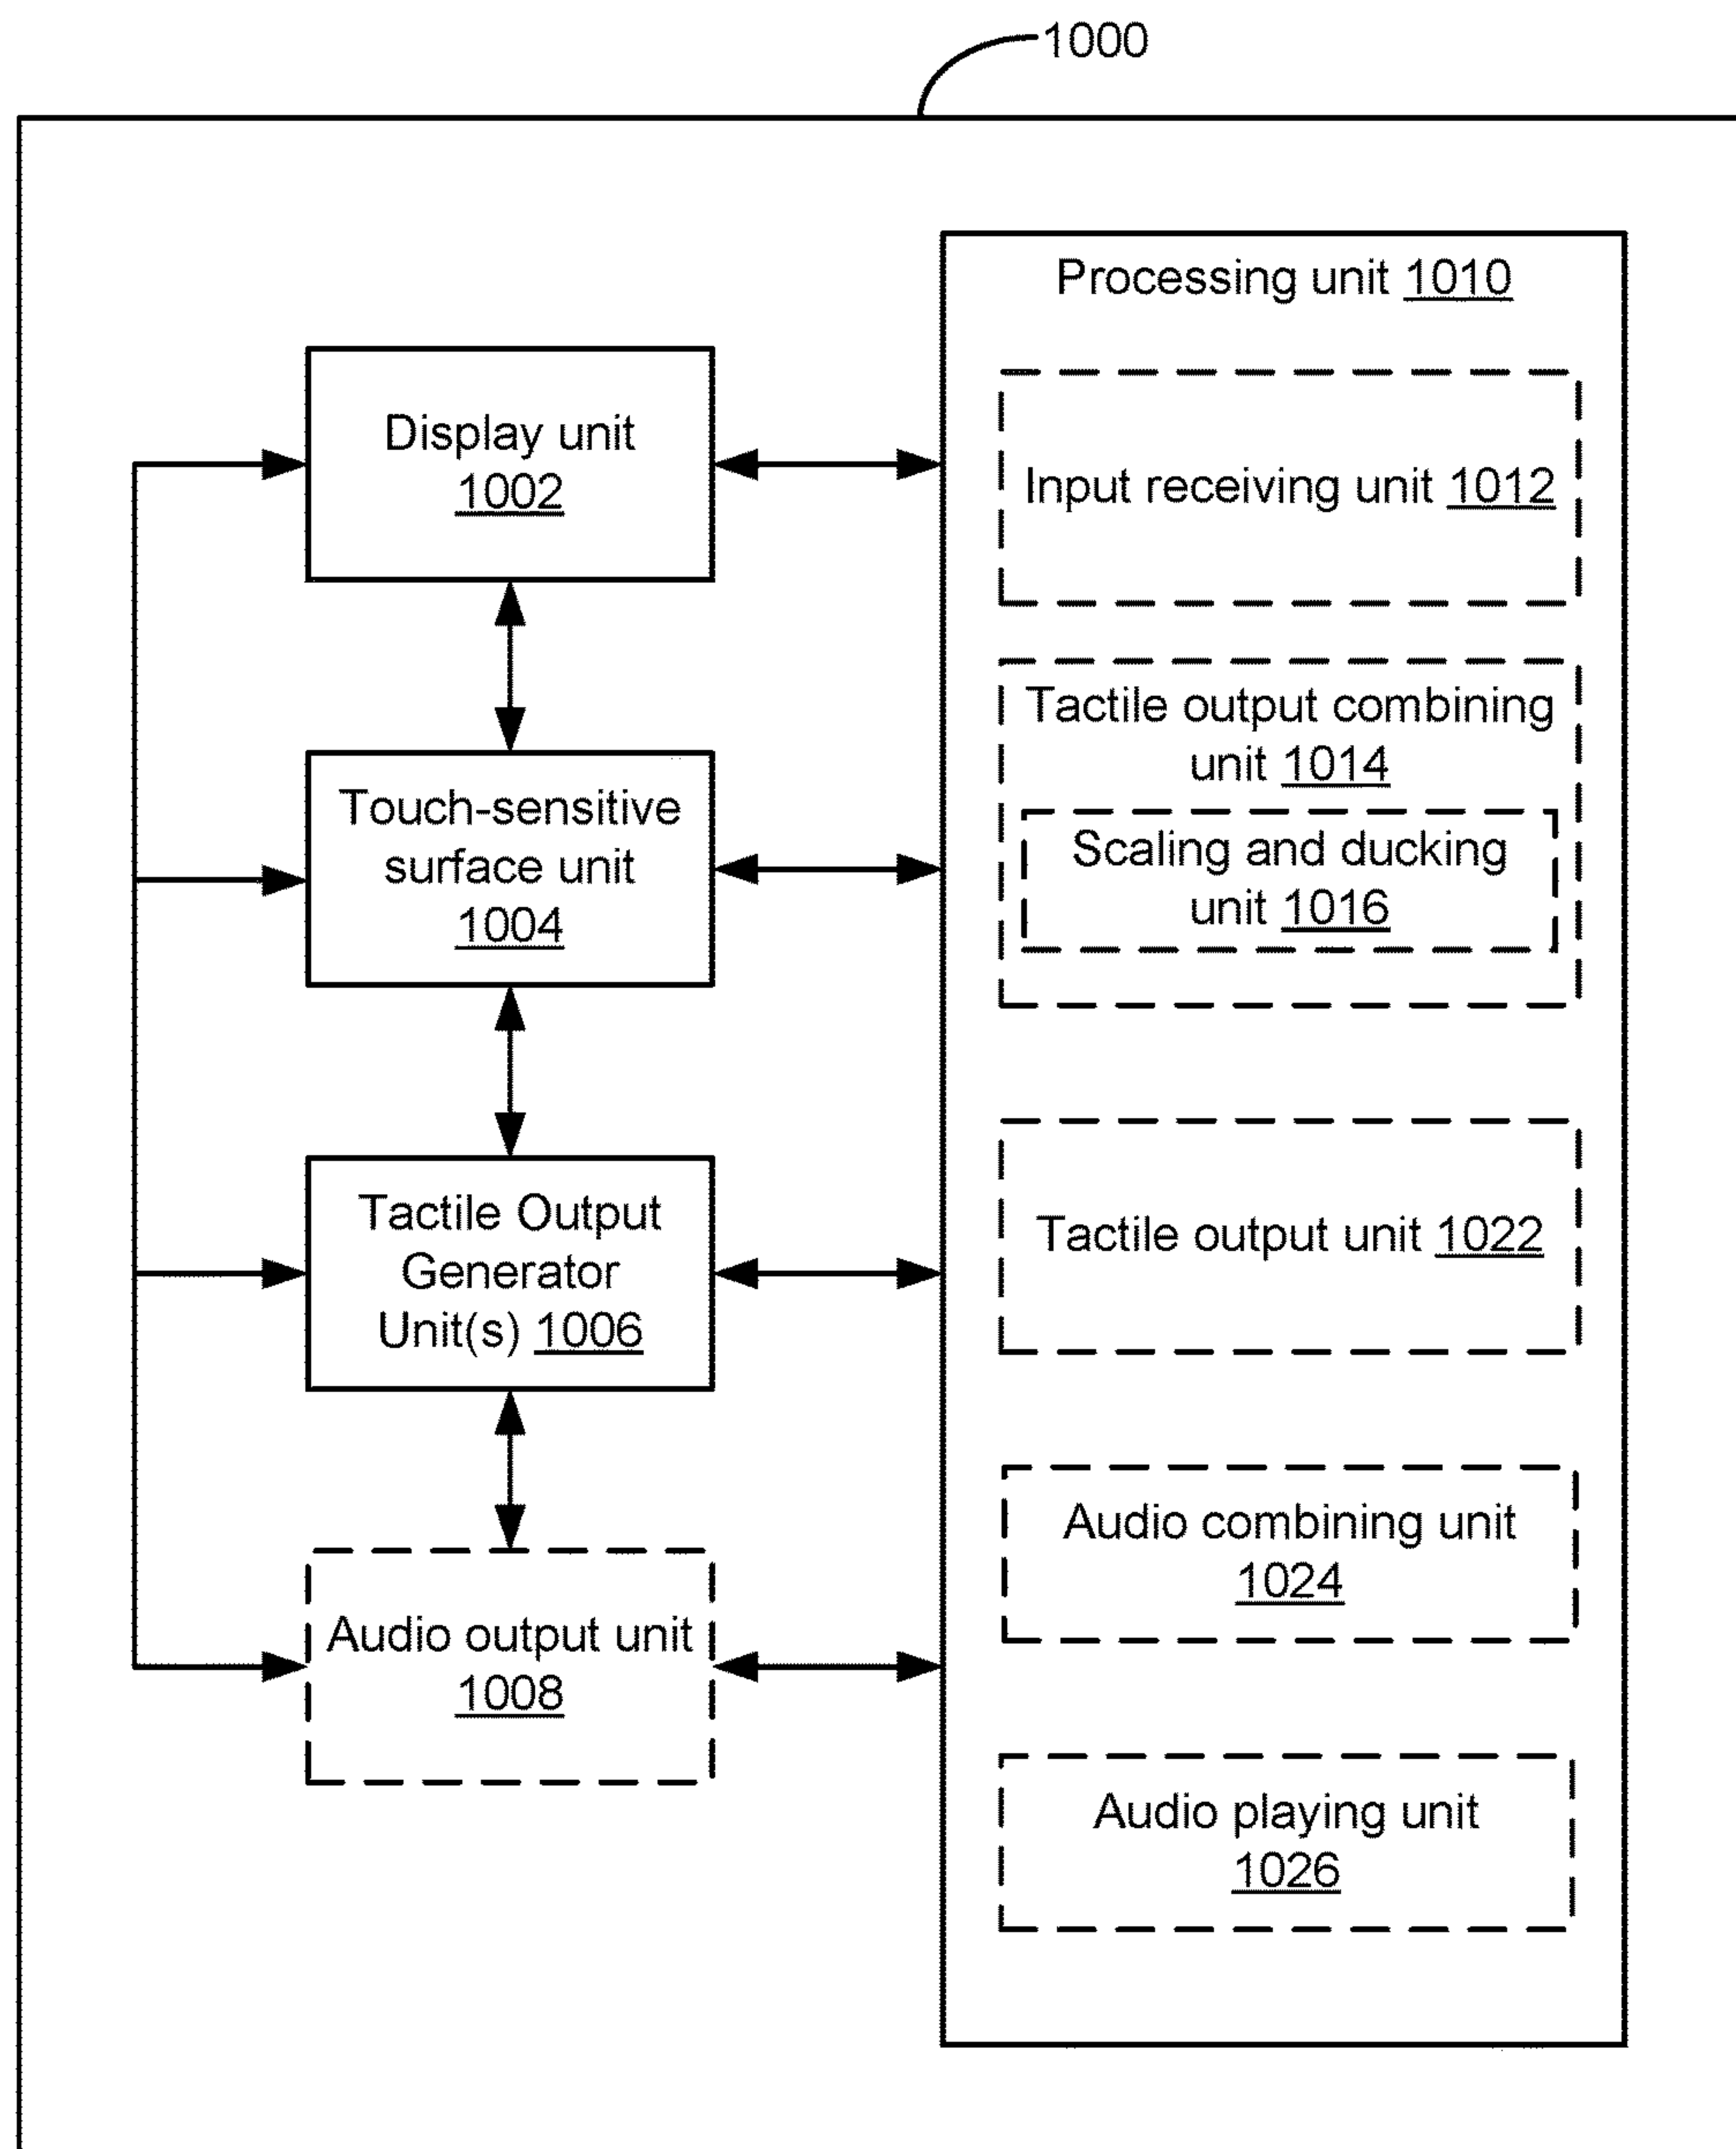 1000
Processing unit 1010
Display unit
1002
Input receiving unit 1012
Tactile output combining
unit 1014
Scaling and ducking
unit 1016
Touch-sensitive
surface unit
1004
Tactile Output
Generator
Unit(s) 1006
Tactile output unit 1022
Audio combining unit
1024
Audio output unit
1008
Audio playing unit
1026